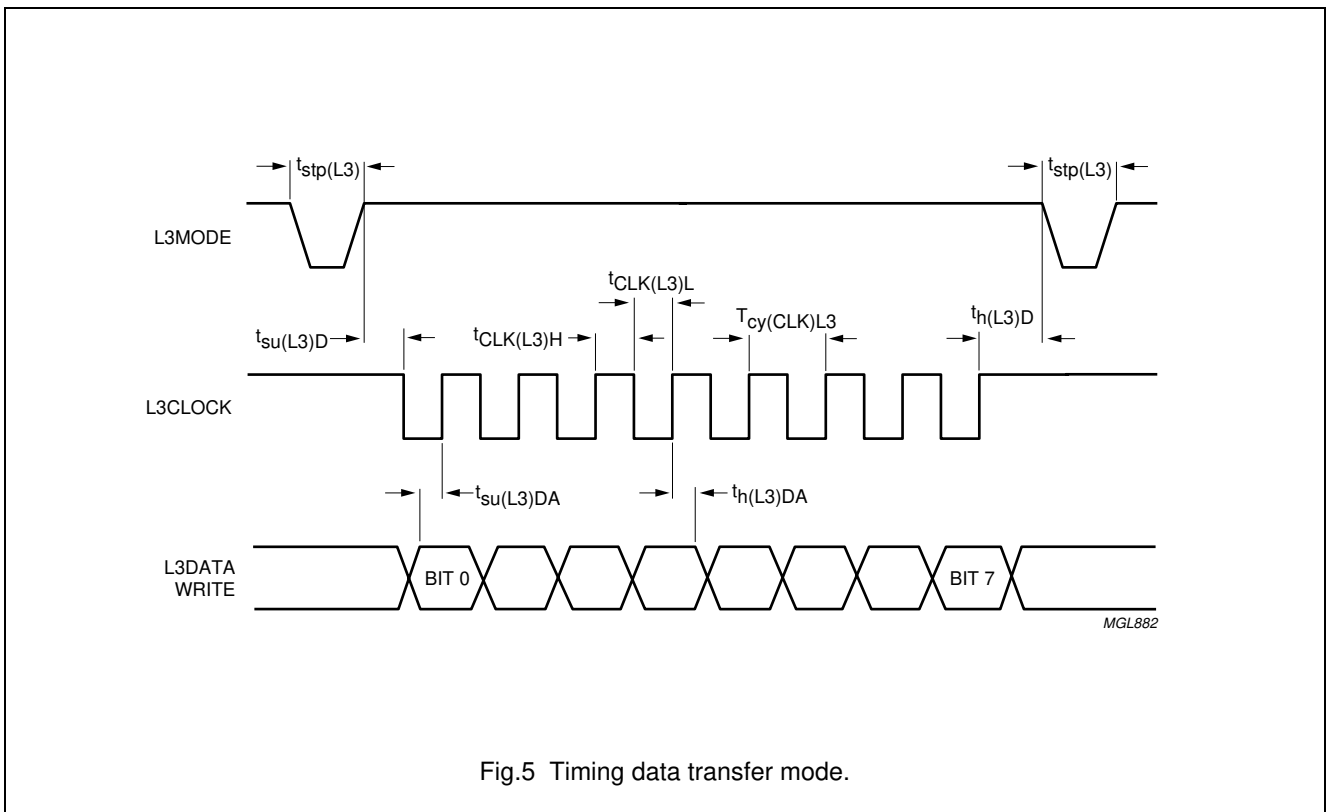 tstp(L3) tstp(L3)
L3MODE
tCLK(L3)L
tsu(L3)D tCLK(L3)H Tcy(CLK)L3 th(L3)D
L3CLOCK
tsu(L3)DA th(L3)DA
L3DATA
WRITE
BIT 0 BIT 7
MGL882
Fig.5 Timing data transfer mode.